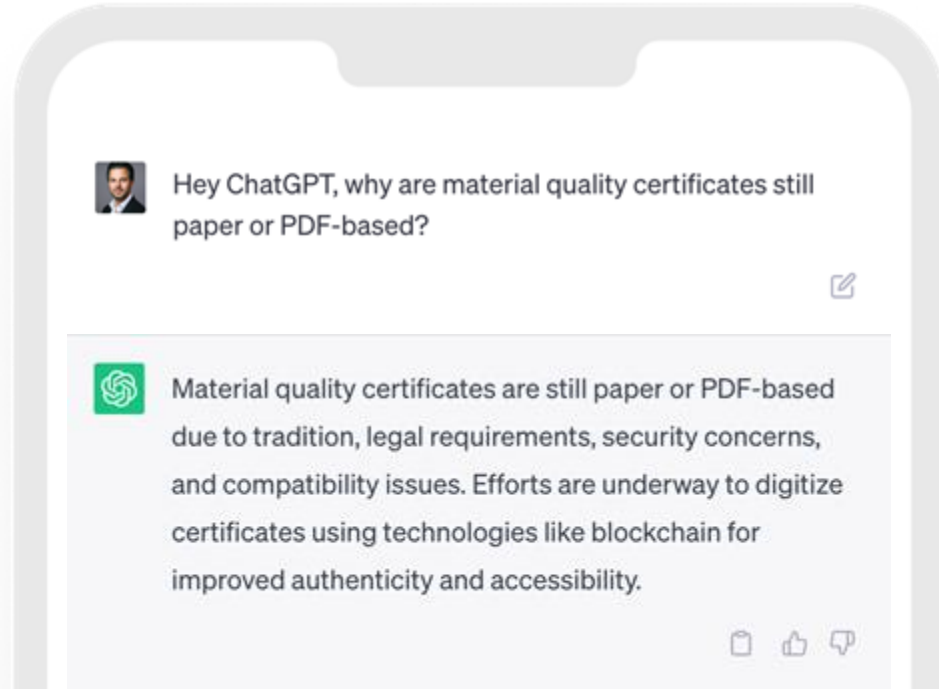 Hey ChatGPT, why are material quality certificates still
paper or PDF-based?
Material quality certificates are still paper or PDF-based
due to tradition, legal requirements, security concerns,
and compatibility issues. Efforts are underway to digitize
certificates using technologies like blockchain for
improved authenticity and accessibility.